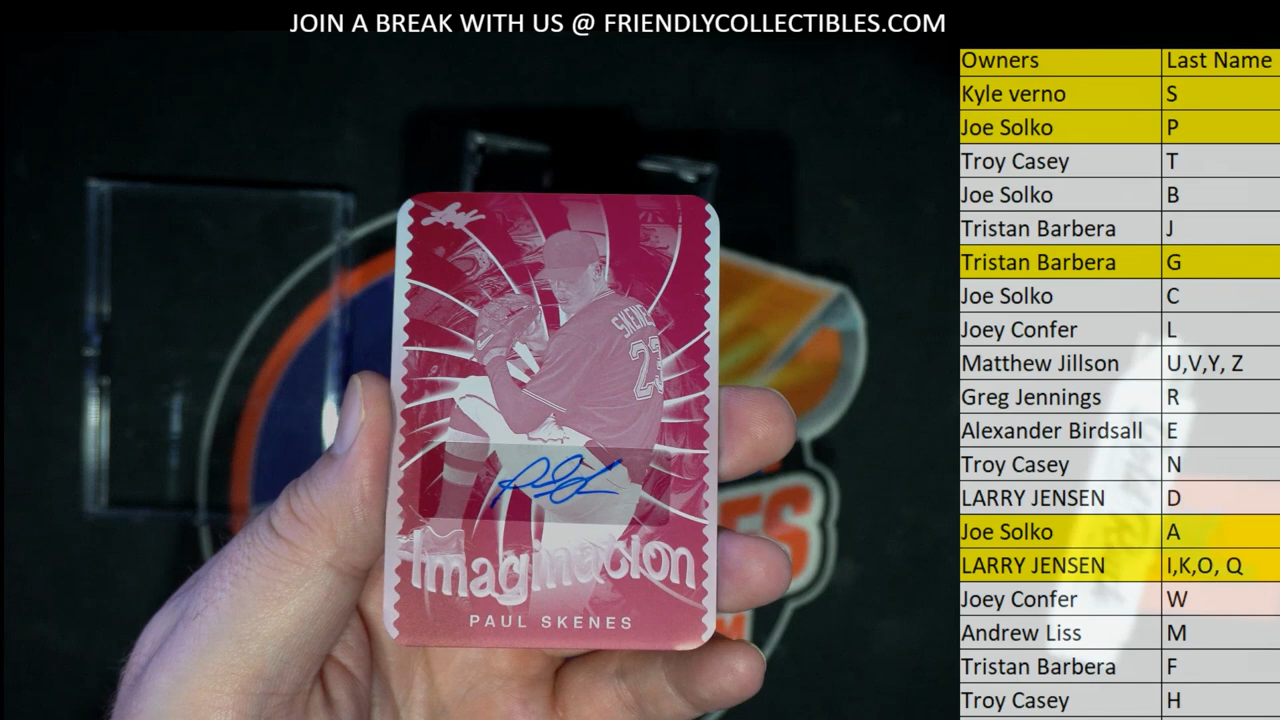 JOIN A BREAK WITH US @ FRIENDLYCOLLECTIBLES.COM
Owners Last Name
Kyle verno S
Joe Solko P
Troy Casey T
Joe Solko B
Tristan Barbera J
Tristan Barbera G
Joe Solko C
Joey Confer L
Matthew Jillson U,V,Y, Z
Greg Jennings R
Alexander Birdsall E
Troy Casey N
LARRY JENSEN D
Joe Solko A
LARRY JENSEN I,K,O, Q
Joey Confer W
Andrew Liss M
Tristan Barbera F
Troy Casey H
Leaf
23
Imagination
PAUL SKENES